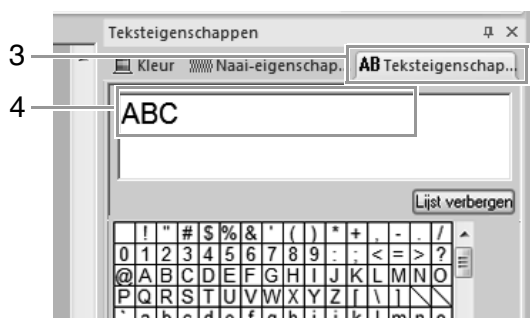 Teksteigenschappen
3
Kleur Naai-eigenschap... AB Teksteigenschap...
4
ABC
Lijst verbergen
! " # $ % & ' ( ) * + , - . /
0 1 2 3 4 5 6 7 8 9 : ; < = > ?
@ A B C D E F G H I J K L M N O
P Q R S T U V W X Y Z [ \ ]
` a b c d e f g h i j k l m n o